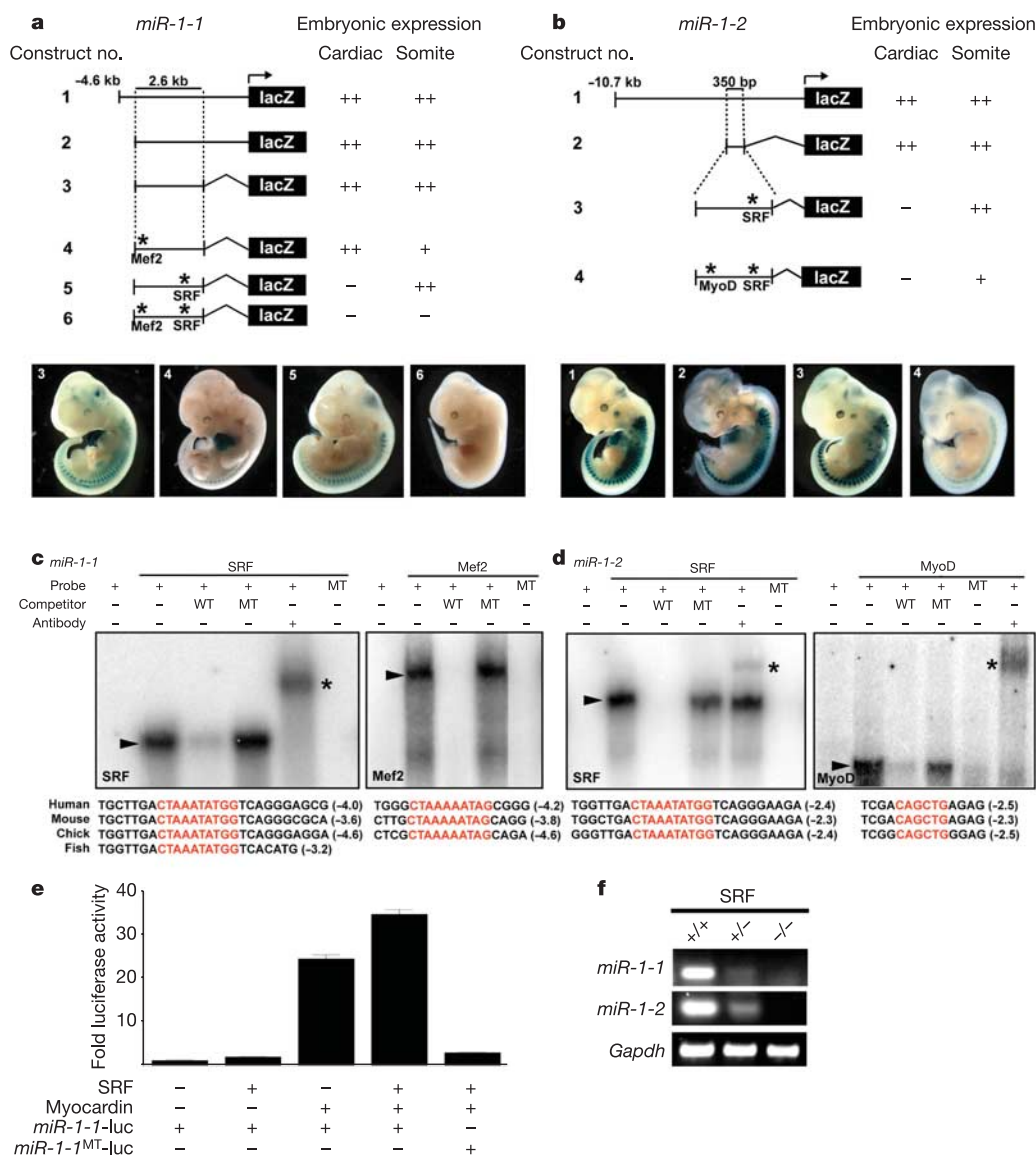 a miR-1-1 Embryonic expression
Construct no. Cardiac Somite
–4.6 kb 2.6 kb
1 lacZ ++ ++
2 lacZ ++ ++
3 lacZ ++ ++
4 * Mef2 lacZ ++ +
5 * SRF lacZ – ++
6 * Mef2 * SRF lacZ – –
3 4 5 6
b miR-1-2 Embryonic expression
Construct no. Cardiac Somite
–10.7 kb 350 bp
1 lacZ ++ ++
2 lacZ ++ ++
3 * SRF lacZ – ++
4 * MyoD * SRF lacZ – +
1 2 3 4
c miR-1-1
SRF Mef2
Probe + + + + + MT + + + + MT
Competitor – – WT MT – – – – WT MT –
Antibody – – – – + – – – – – –
*
SRF
Mef2
Human TGCTTGACTAAATATGGTCAGGGAGCG (–4.0) TGGGCTAAAAATAGCGGG (–4.2)
Mouse TGCTTGACTAAATATGGTCAGGGCGCA (–3.6) CTTGCTAAAAATAGCAGG (–3.8)
Chick TGGTTGACTAAATATGGTCAGGGAGGA (–4.6) CTCGCTAAAAATAGCAGA (–4.6)
Fish TGGTTGACTAAATATGGTCACATG (–3.2)
d miR-1-2
SRF MyoD
+ + + + + MT + + + + MT +
– – WT MT – – – – WT MT – –
– – – – + – – – – – – +
*
SRF
*
MyoD
TGGTTGACTAAATATGGTCAGGGAAGA (–2.4) TCGACAGCTGAGAG (–2.5)
TGGCTGACTAAATATGGTCAGGGAAGA (–2.3) TCGACAGCTGAGAG (–2.3)
GGGTTGACTAAATATGGTCAGGGAAGA (–2.4) TCGGCAGCTGGGAG (–2.5)
e
Fold luciferase activity
40
30
20
10
SRF – + – + +
Myocardin – – + + +
miR-1-1-luc + + + + –
miR-1-1MT-luc – – – – +
f
SRF
+/+ +/– –/–
miR-1-1
miR-1-2
Gapdh